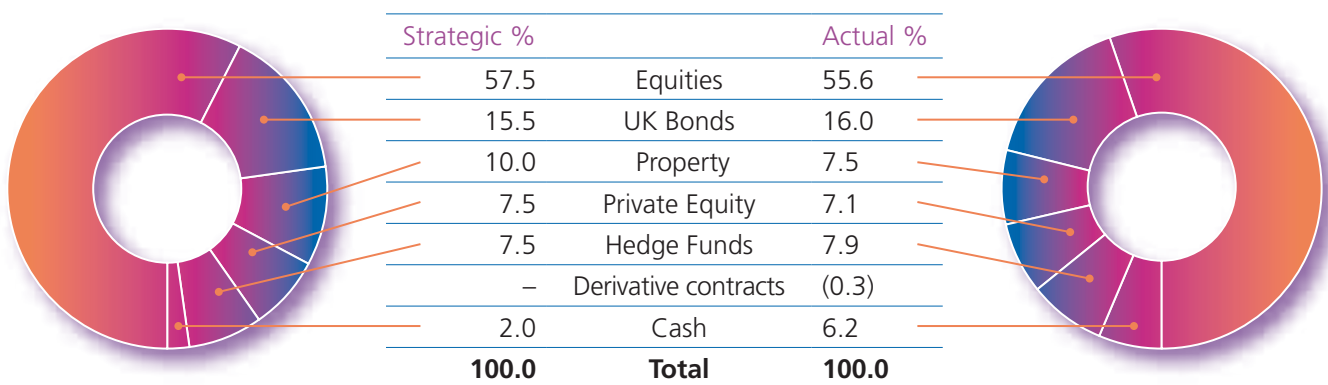 Strategic % Actual %
57.5 Equities 55.6
15.5 UK Bonds 16.0
10.0 Property 7.5
7.5 Private Equity 7.1
7.5 Hedge Funds 7.9
– Derivative contracts (0.3)
2.0 Cash 6.2
100.0 Total 100.0